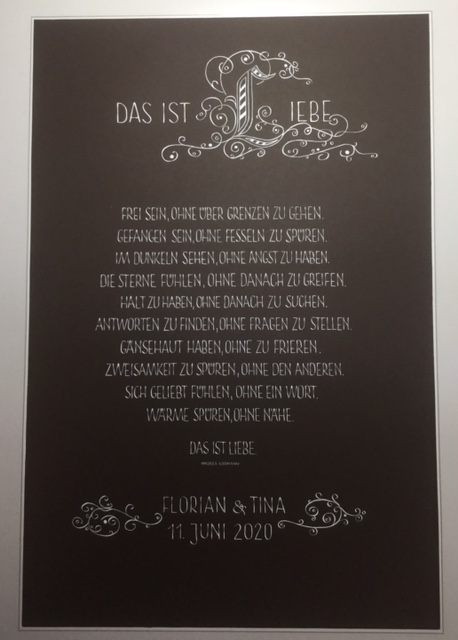 DAS IST LIEBE
FREI SEIN, OHNE ÜBER GRENZEN ZU GEHEN.
GEFANGEN SEIN, OHNE FESSELN ZU SPÜREN.
IM DUNKELN SEHEN, OHNE ANGST ZU HABEN.
DIE STERNE FÜHLEN, OHNE DANACH ZU GREIFEN.
HALT ZU HABEN, OHNE DANACH ZU SUCHEN.
ANTWORTEN ZU FINDEN, OHNE FRAGEN ZU STELLEN.
GÄNSEHAUT HABEN, OHNE ZU FRIEREN.
ZWEISAMKEIT ZU SPÜREN, OHNE DEN ANDEREN.
SICH GELIEBT FÜHLEN, OHNE EIN WORT.
WÄRME SPÜREN, OHNE NÄHE.
DAS IST LIEBE.
FLORIAN & TINA
11. JUNI 2020